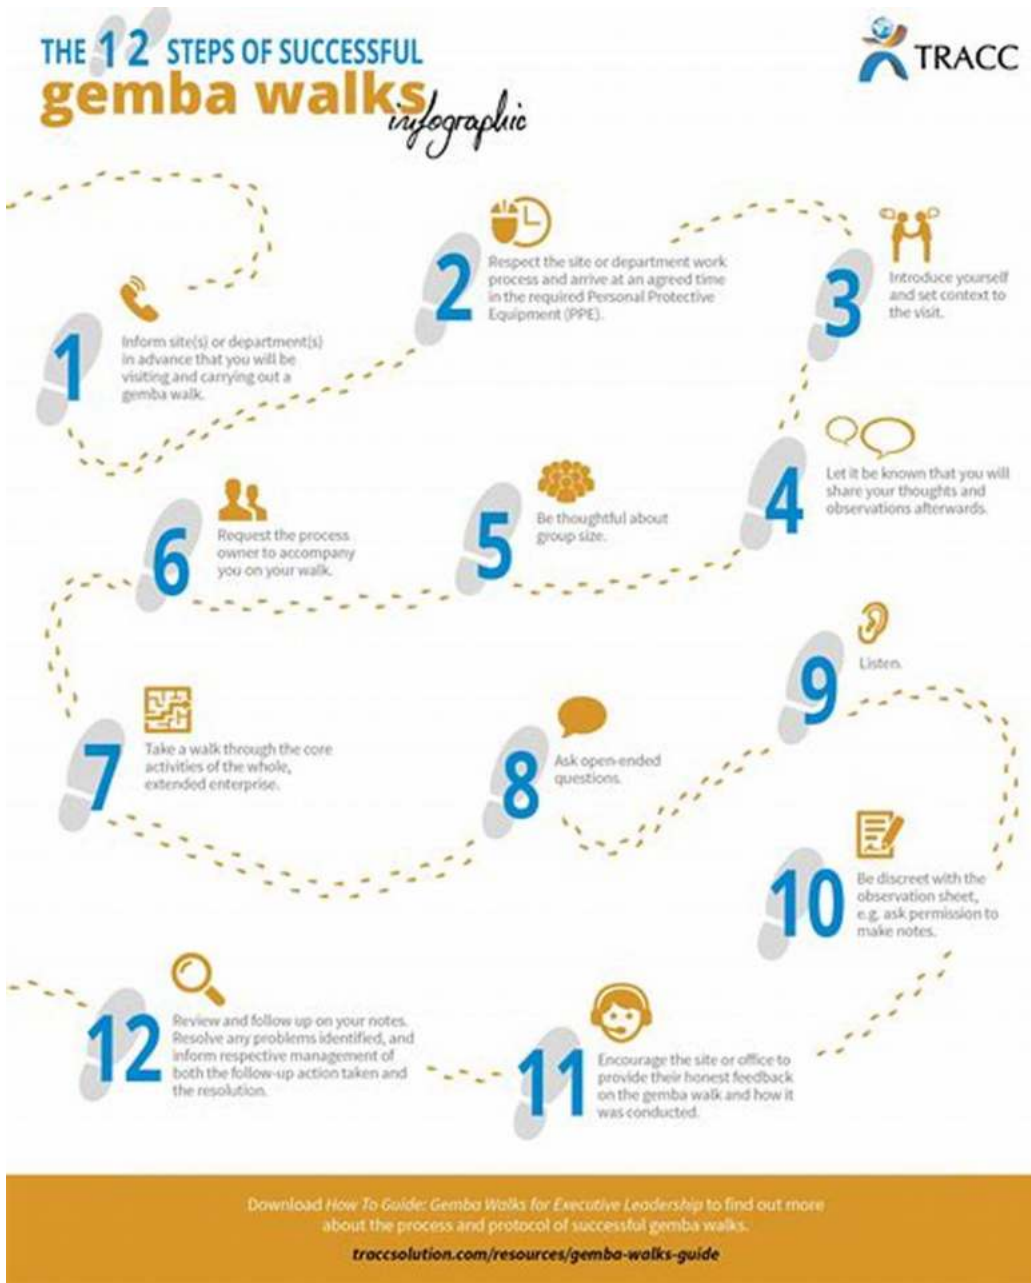 THE 12 STEPS OF SUCCESSFUL
gemba walks
infographic
TRACC
1
Inform site(s) or department(s)
in advance that you will be
visiting and carrying out a
gemba walk.
2
Respect the site or department work
process and arrive at an agreed time
in the required Personal Protective
Equipment (PPE).
3
Introduce yourself
and set context to
the visit.
4
Let it be known that you will
share your thoughts and
observations afterwards.
5
Be thoughtful about
group size.
6
Request the process
owner to accompany
you on your walk.
7
Take a walk through the core
activities of the whole,
extended enterprise.
8
Ask open-ended
questions.
9
Listen.
10
Be discreet with the
observation sheet,
e.g. ask permission to
make notes.
11
Encourage the site or office to
provide their honest feedback
on the gemba walk and how it
was conducted.
12
Review and follow up on your notes.
Resolve any problems identified, and
inform respective management of
both the follow-up action taken and
the resolution.
Download How To Guide: Gemba Walks for Executive Leadership to find out more
about the process and protocol of successful gemba walks.
traccsolution.com/resources/gemba-walks-guide